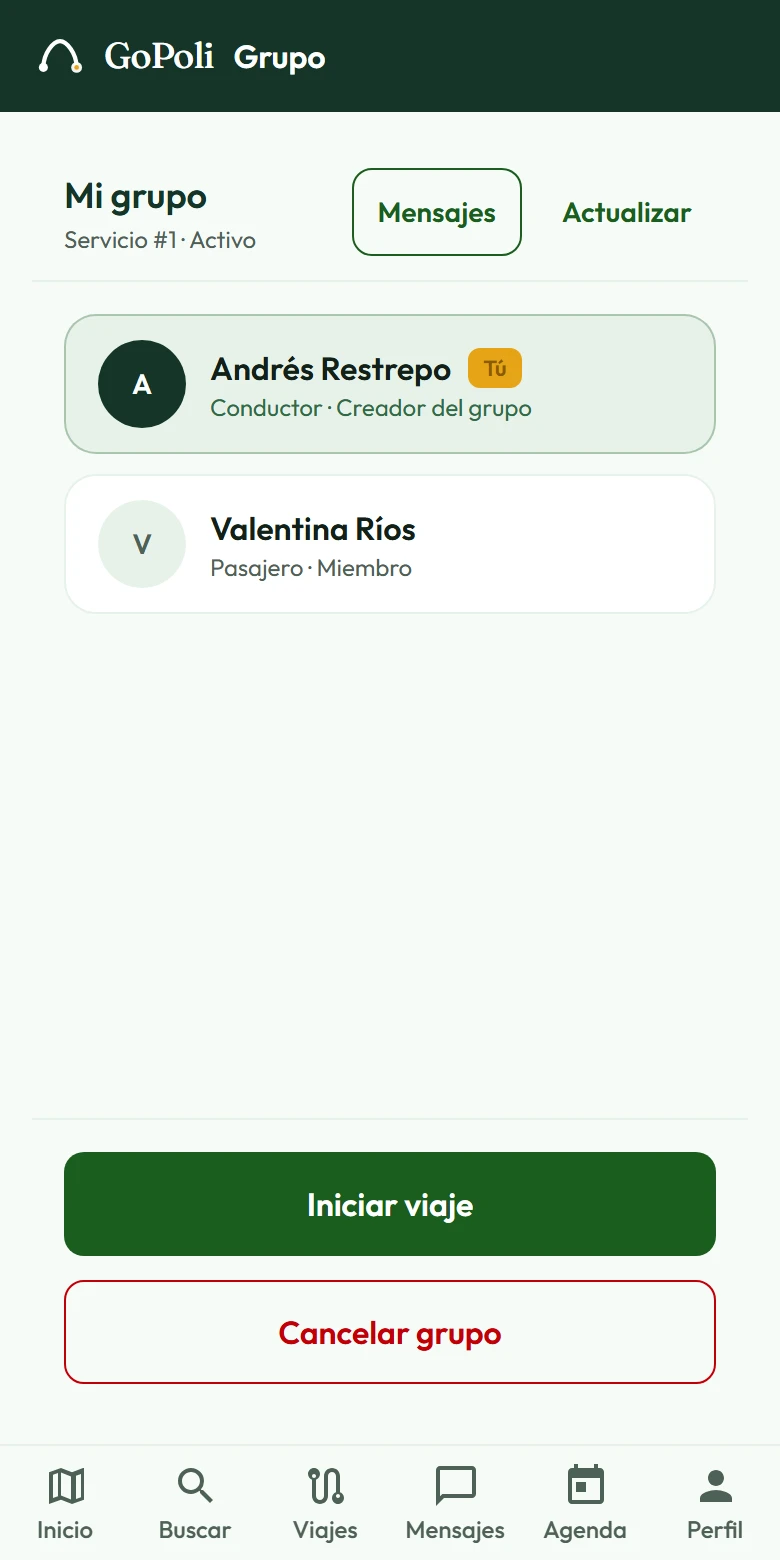 GoPoli Grupo
Mi grupo
Servicio #1 · Activo
Mensajes
Actualizar
A
Andrés Restrepo
Tú
Conductor · Creador del grupo
V
Valentina Ríos
Pasajero · Miembro
Iniciar viaje
Cancelar grupo
Inicio
Buscar
Viajes
Mensajes
Agenda
Perfil